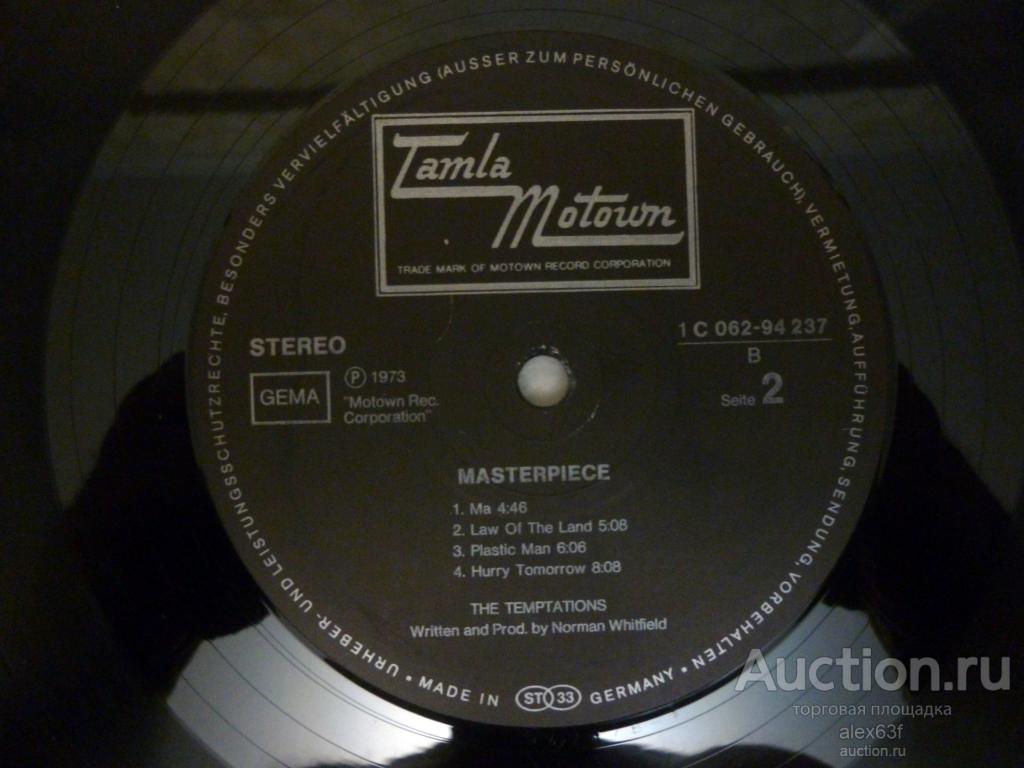 URHEBER- UND LEISTUNGSSCHUTZRECHTE, BESONDERS VERVIELFÄLTIGUNG (AUSSER ZUM PERSÖNLICHEN GEBRAUCH), VERMIETUNG, AUFFÜHRUNG, SENDUNG, VORBEHALTEN •
Tamla
Motown
TRADE MARK OF MOTOWN RECORD CORPORATION
STEREO
1 C 062-94 237
B
Seite 2
GEMA
Ⓟ 1973
"Motown Rec.
Corporation"
MASTERPIECE
1. Ma 4:46
2. Law Of The Land 5:08
3. Plastic Man 6:06
4. Hurry Tomorrow 8:08
THE TEMPTATIONS
Written and Prod. by Norman Whitfield
• MADE IN ST 33 GERMANY •
Auction.ru
торговая площадка
alex63f
auction.ru